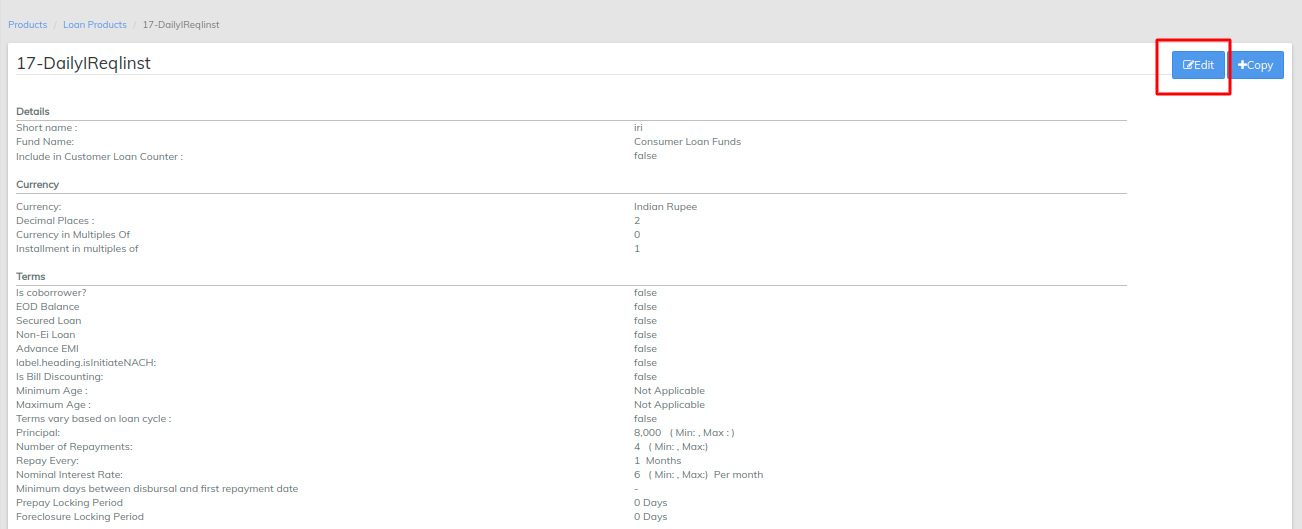 Products / Loan Products / 17-DailyIReqIinst
17-DailyIReqIinst
Edit
Copy
Details
Short name : iri
Fund Name: Consumer Loan Funds
Include in Customer Loan Counter : false
Currency
Currency: Indian Rupee
Decimal Places : 2
Currency in Multiples Of 0
Installment in multiples of 1
Terms
Is coborrower? false
EOD Balance false
Secured Loan false
Non-Ei Loan false
Advance EMI false
label.heading.isInitiateNACH: false
Is Bill Discounting: false
Minimum Age : Not Applicable
Maximum Age : Not Applicable
Terms vary based on loan cycle : false
Principal: 8,000 ( Min: , Max : )
Number of Repayments: 4 ( Min: , Max:)
Repay Every: 1 Months
Nominal Interest Rate: 6 ( Min: , Max:) Per month
Minimum days between disbursal and first repayment date -
Prepay Locking Period 0 Days
Foreclosure Locking Period 0 Days